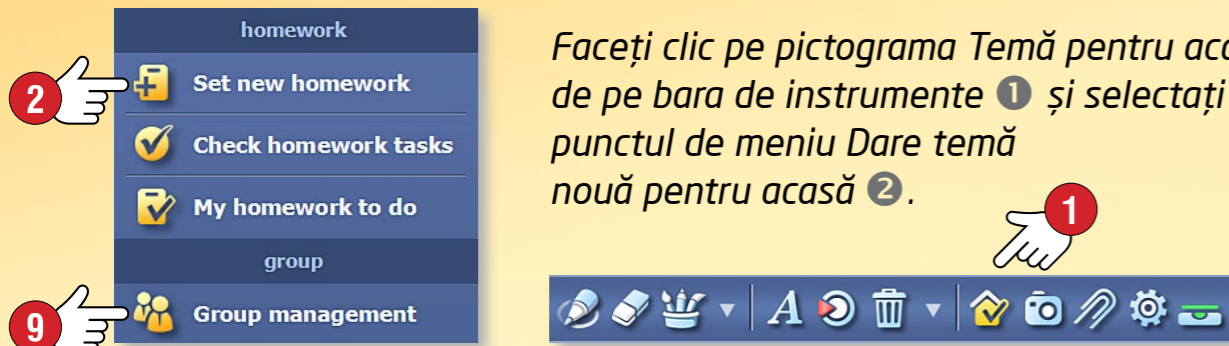 homework
2
Set new homework
Check homework tasks
My homework to do
group
9
Group management
Faceți clic pe pictograma Temă pentru
de pe bara de instrumente ❶ și selectați
punctul de meniu Dare temă
nouă pentru acasă ❷.
1
A